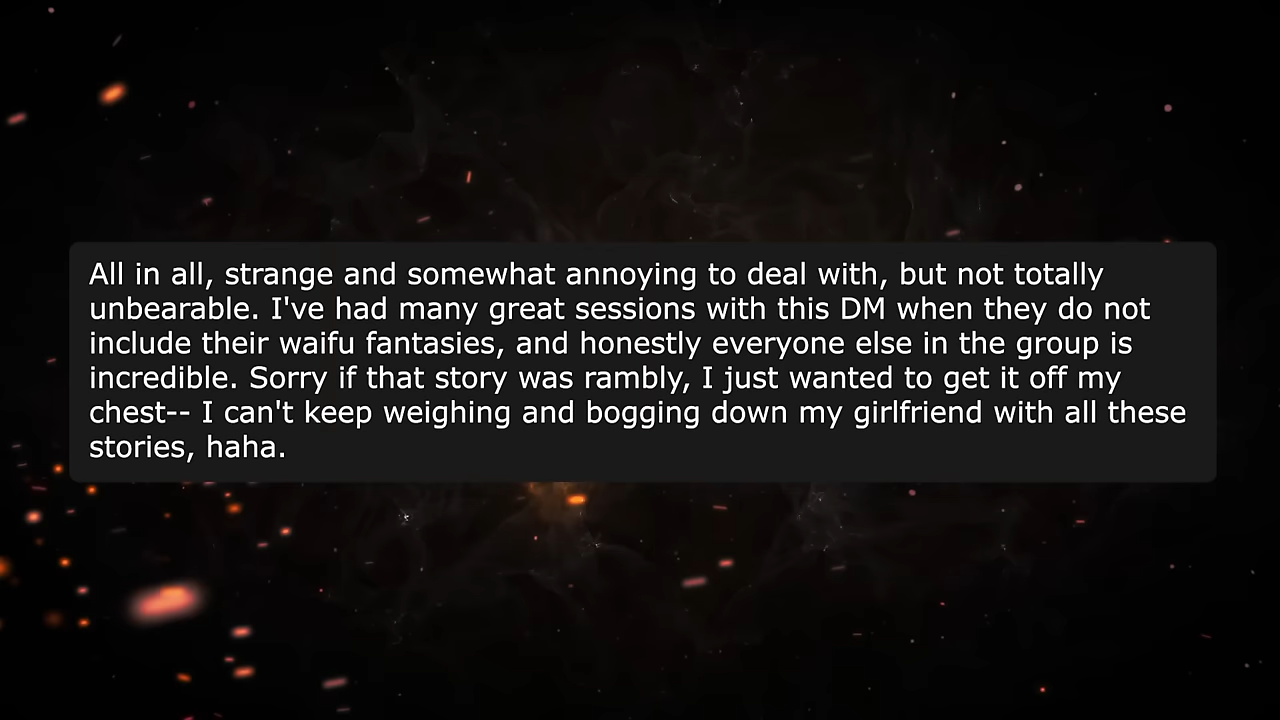 All in all, strange and somewhat annoying to deal with, but not totally
unbearable. I've had many great sessions with this DM when they do not
include their waifu fantasies, and honestly everyone else in the group is
incredible. Sorry if that story was rambly, I just wanted to get it off my
chest-- I can't keep weighing and bogging down my girlfriend with all these
stories, haha.